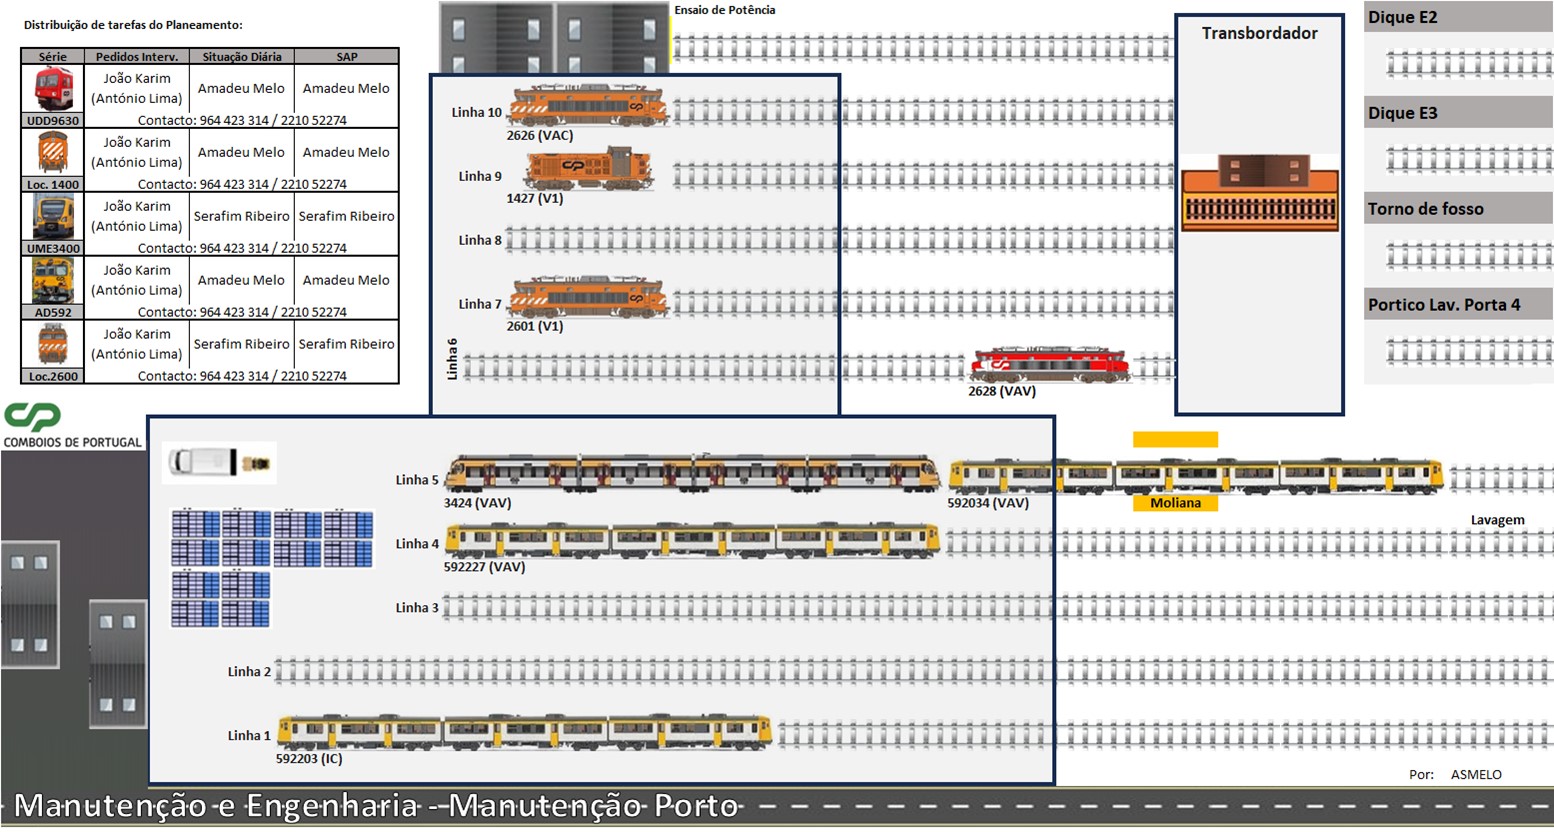 Distribuição de tarefas do Planeamento:
Série Pedidos Interv. Situação Diária SAP
João Karim
(António Lima)
Amadeu Melo Amadeu Melo
UDD9630 Contacto: 964 423 314 / 2210 52274
João Karim
(António Lima)
Amadeu Melo Amadeu Melo
Loc. 1400 Contacto: 964 423 314 / 2210 52274
João Karim
(António Lima)
Serafim Ribeiro Serafim Ribeiro
UME3400 Contacto: 964 423 314 / 2210 52274
João Karim
(António Lima)
Amadeu Melo Amadeu Melo
AD592 Contacto: 964 423 314 / 2210 52274
João Karim
(António Lima)
Serafim Ribeiro Serafim Ribeiro
Loc.2600 Contacto: 964 423 314 / 2210 52274
CP
COMBOIOS DE PORTUGAL
Ensaio de Potência
Linha 10
2626 (VAC)
Linha 9
1427 (V1)
Linha 8
Linha 7
2601 (V1)
Linha 6
2628 (VAV)
Transbordador
Dique E2
Dique E3
Torno de fosso
Portico Lav. Porta 4
Linha 5
3424 (VAV)
592034 (VAV)
Moliana
Lavagem
Linha 4
592227 (VAV)
Linha 3
Linha 2
Linha 1
592203 (IC)
Por: ASMELO
Manutenção e Engenharia - Manutenção Porto